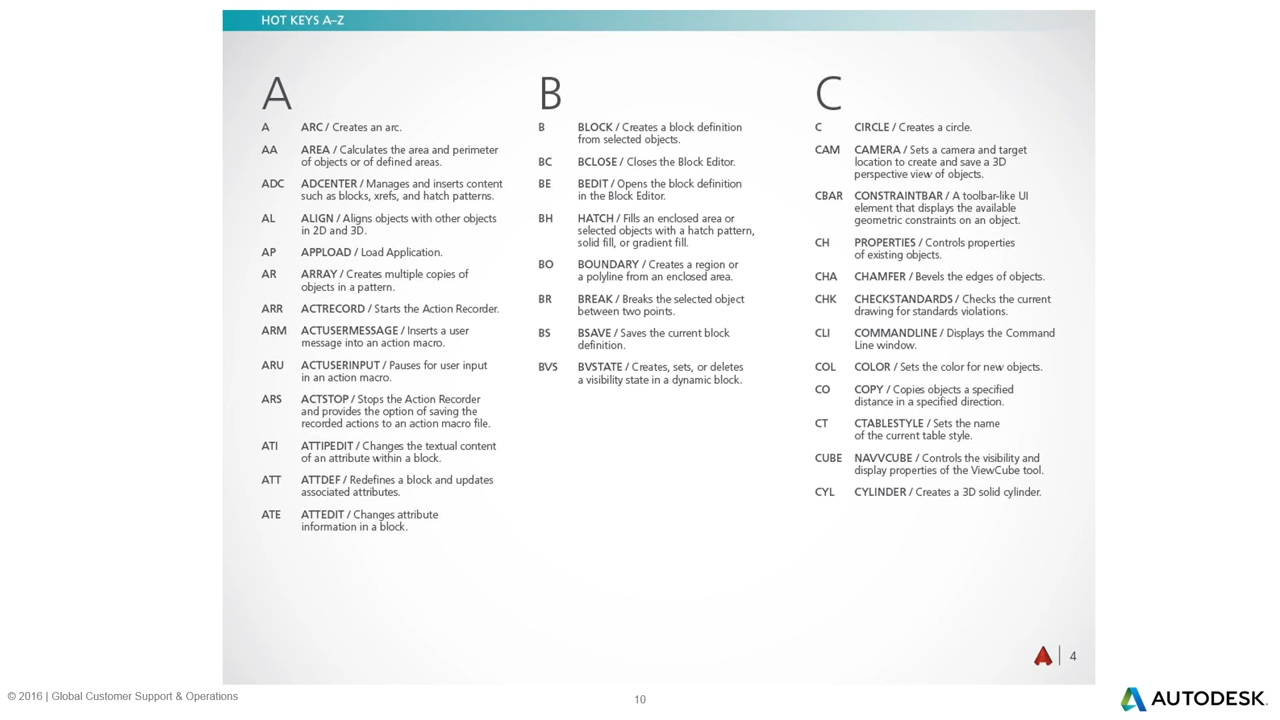 HOT KEYS A–Z
A
A ARC / Creates an arc.
AA AREA / Calculates the area and perimeter
of objects or of defined areas.
ADC ADCENTER / Manages and inserts content
such as blocks, xrefs, and hatch patterns.
AL ALIGN / Aligns objects with other objects
in 2D and 3D.
AP APPLOAD / Load Application.
AR ARRAY / Creates multiple copies of
objects in a pattern.
ARR ACTRECORD / Starts the Action Recorder.
ARM ACTUSERMESSAGE / Inserts a user
message into an action macro.
ARU ACTUSERINPUT / Pauses for user input
in an action macro.
ARS ACTSTOP / Stops the Action Recorder
and provides the option of saving the
recorded actions to an action macro file.
ATI ATTIPEDIT / Changes the textual content
of an attribute within a block.
ATT ATTDEF / Redefines a block and updates
associated attributes.
ATE ATTEDIT / Changes attribute
information in a block.
B
B BLOCK / Creates a block definition
from selected objects.
BC BCLOSE / Closes the Block Editor.
BE BEDIT / Opens the block definition
in the Block Editor.
BH HATCH / Fills an enclosed area or
selected objects with a hatch pattern,
solid fill, or gradient fill.
BO BOUNDARY / Creates a region or
a polyline from an enclosed area.
BR BREAK / Breaks the selected object
between two points.
BS BSAVE / Saves the current block
definition.
BVS BVSTATE / Creates, sets, or deletes
a visibility state in a dynamic block.
C
C CIRCLE / Creates a circle.
CAM CAMERA / Sets a camera and target
location to create and save a 3D
perspective view of objects.
CBAR CONSTRAINTBAR / A toolbar-like UI
element that displays the available
geometric constraints on an object.
CH PROPERTIES / Controls properties
of existing objects.
CHA CHAMFER / Bevels the edges of objects.
CHK CHECKSTANDARDS / Checks the current
drawing for standards violations.
CLI COMMANDLINE / Displays the Command
Line window.
COL COLOR / Sets the color for new objects.
CO COPY / Copies objects a specified
distance in a specified direction.
CT CTABLESTYLE / Sets the name
of the current table style.
CUBE NAVVCUBE / Controls the visibility and
display properties of the ViewCube tool.
CYL CYLINDER / Creates a 3D solid cylinder.
4
© 2016 | Global Customer Support & Operations
10
AUTODESK.